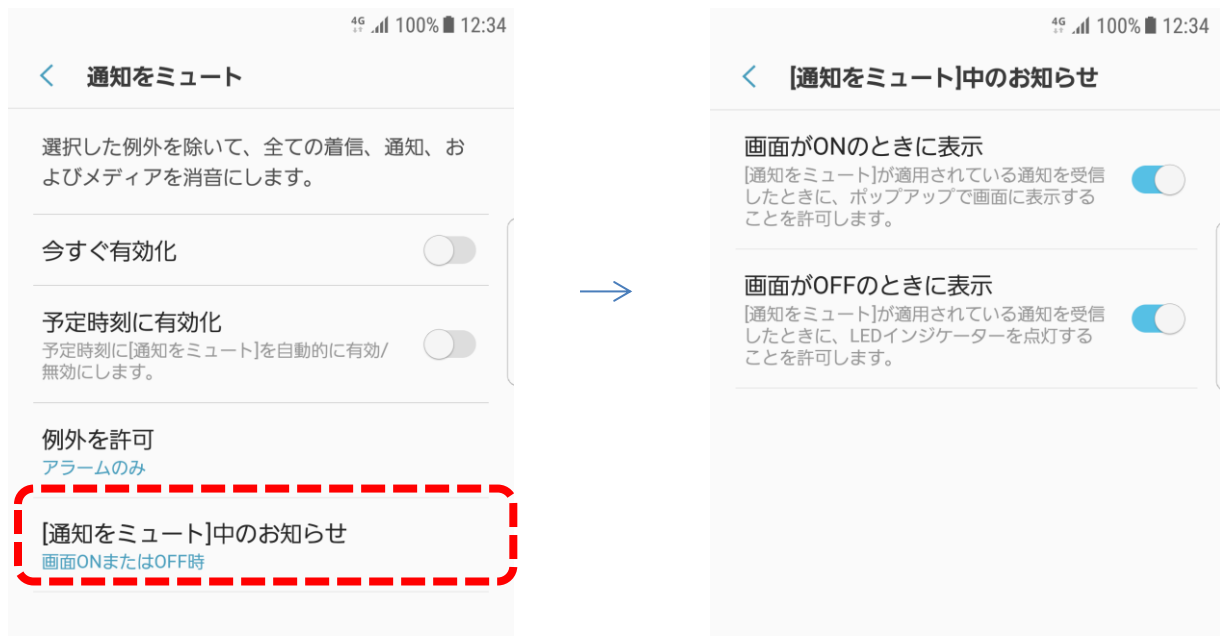 4G 100% 12:34
通知をミュート
選択した例外を除いて、全ての着信、通知、お
よびメディアを消音にします。
今すぐ有効化
予定時刻に有効化
予定時刻に[通知をミュート]を自動的に有効/
無効にします。
例外を許可
アラームのみ
[通知をミュート]中のお知らせ
画面ONまたはOFF時
4G 100% 12:34
[通知をミュート]中のお知らせ
画面がONのときに表示
[通知をミュート]が適用されている通知を受信
したときに、ポップアップで画面に表示する
ことを許可します。
画面がOFFのときに表示
[通知をミュート]が適用されている通知を受信
したときに、LEDインジケーターを点灯する
ことを許可します。